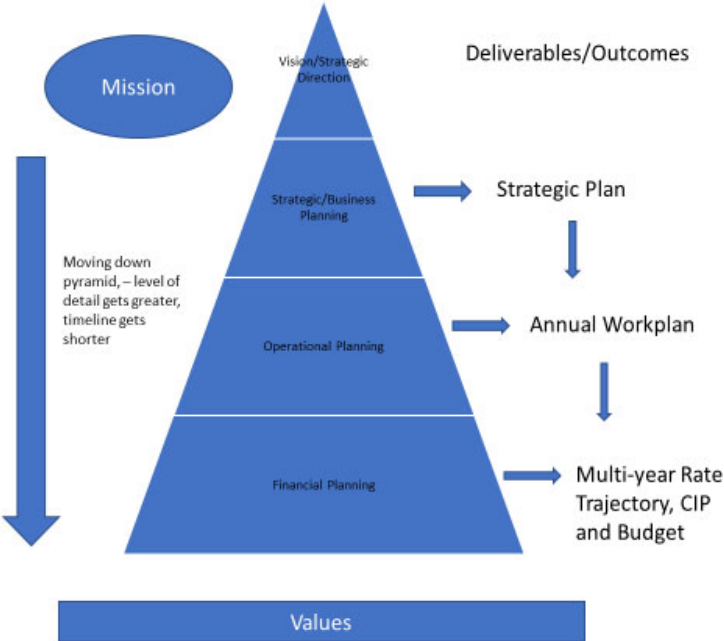 Mission
Vision/Strategic
Direction
Deliverables/Outcomes
Strategic/Business
Planning
Strategic Plan
Moving down
pyramid, – level of
detail gets greater,
timeline gets
shorter
Operational Planning
Annual Workplan
Financial Planning
Multi-year Rate
Trajectory, CIP
and Budget
Values